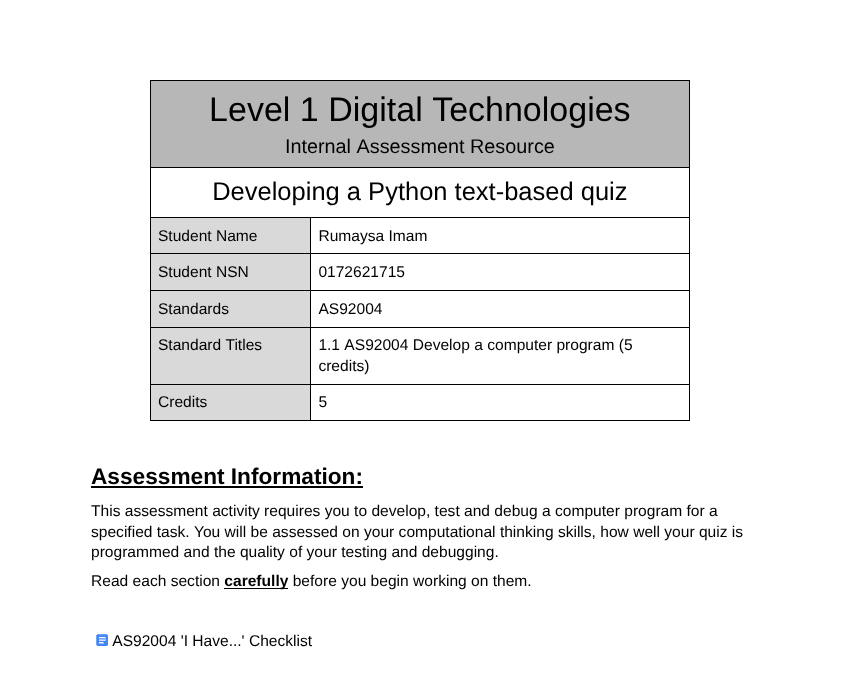 Level 1 Digital Technologies
Internal Assessment Resource
Developing a Python text-based quiz
Student Name Rumaysa Imam
Student NSN 0172621715
Standards AS92004
Standard Titles 1.1 AS92004 Develop a computer program (5
credits)
Credits 5
Assessment Information:
This assessment activity requires you to develop, test and debug a computer program for a
specified task. You will be assessed on your computational thinking skills, how well your quiz is
programmed and the quality of your testing and debugging.
Read each section carefully before you begin working on them.
AS92004 'I Have...' Checklist